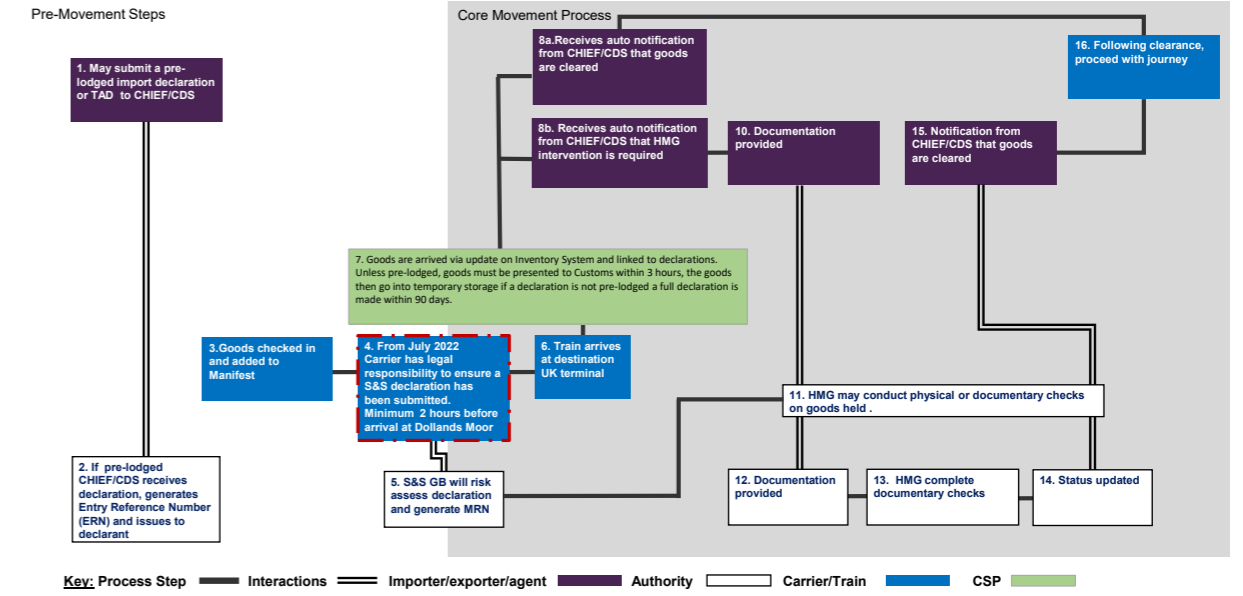 Pre-Movement Steps
Core Movement Process
1. May submit a pre-
lodged import declaration
or TAD to CHIEF/CDS
8a.Receives auto notification
from CHIEF/CDS that goods
are cleared
16. Following clearance,
proceed with journey
8b. Receives auto notification
from CHIEF/CDS that HMG
intervention is required
10. Documentation
provided
15. Notification from
CHIEF/CDS that goods
are cleared
7. Goods are arrived via update on Inventory System and linked to declarations.
Unless pre-lodged, goods must be presented to Customs within 3 hours, the goods
then go into temporary storage if a declaration is not pre-lodged a full declaration is
made within 90 days.
3.Goods checked in
and added to
Manifest
4. From July 2022
Carrier has legal
responsibility to ensure a
S&S declaration has
been submitted.
Minimum 2 hours before
arrival at Dollands Moor
6. Train arrives
at destination
UK terminal
11. HMG may conduct physical or documentary checks
on goods held .
2. If pre-lodged
CHIEF/CDS receives
declaration, generates
Entry Reference Number
(ERN) and issues to
declarant
5. S&S GB will risk
assess declaration
and generate MRN
12. Documentation
provided
13. HMG complete
documentary checks
14. Status updated
Key: Process Step Interactions Importer/exporter/agent Authority Carrier/Train CSP